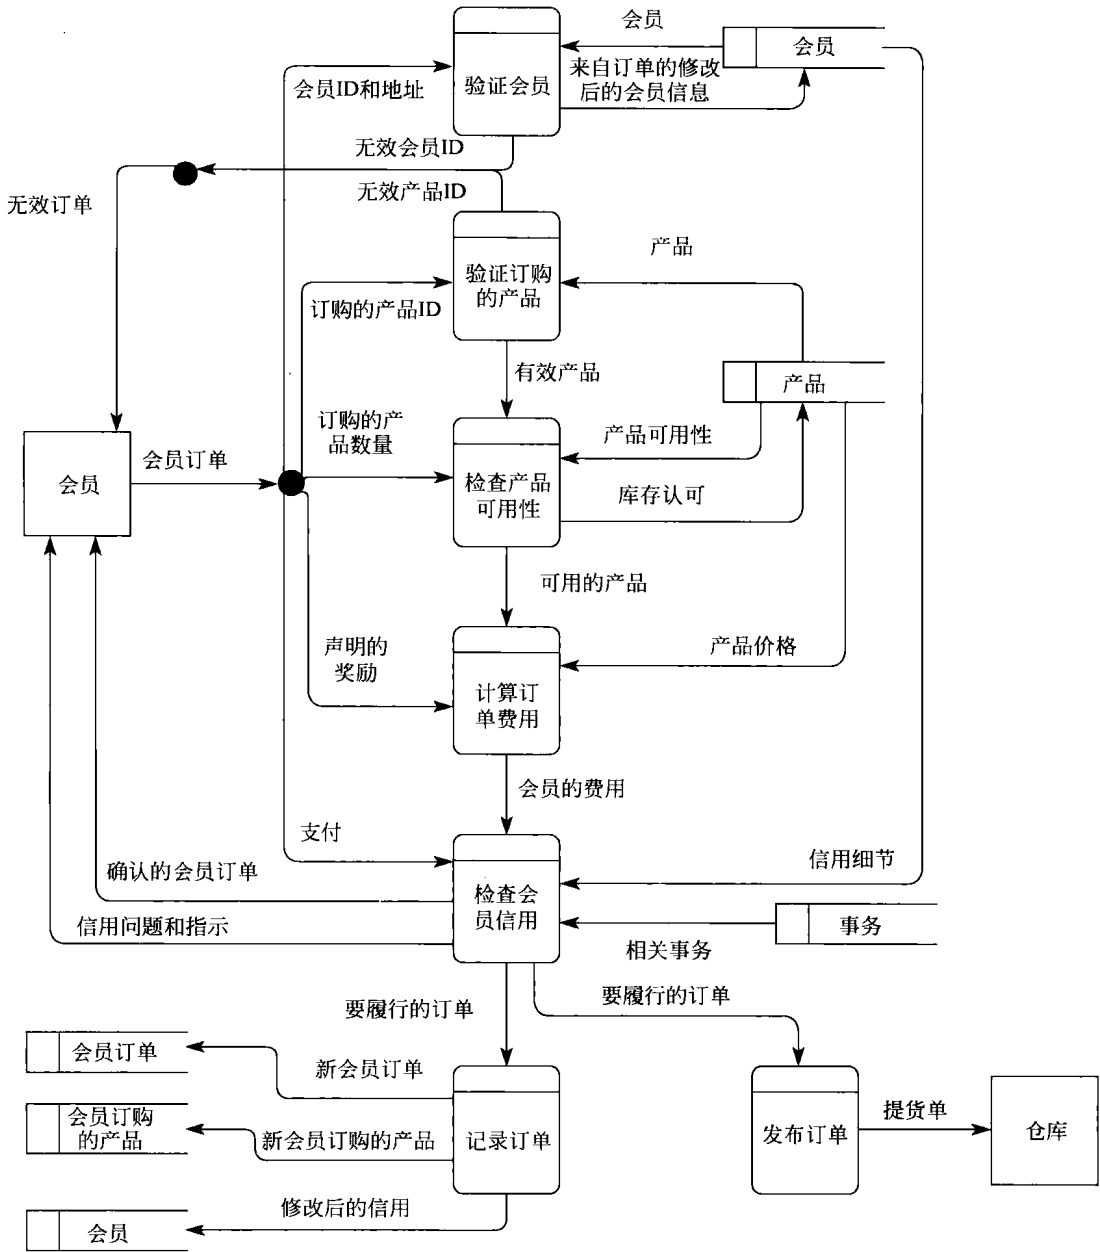 会员
会员
来自订单的修改
后的会员信息
会员ID和地址
验证会员
无效会员ID
无效产品ID
无效订单
产品
验证订购
的产品
订购的产品ID
有效产品
产品
订购的产
品数量
产品可用性
会员订单
会员
检查产品
可用性
库存认可
可用的产品
声明的
奖励
产品价格
计算订
单费用
会员的费用
支付
信用细节
确认的会员订单
检查会
员信用
信用问题和指示
事务
相关事务
要履行的订单
要履行的订单
会员订单
新会员订单
会员订购
的产品
新会员订购的产品
记录订单
发布订单
提货单
仓库
修改后的信用
会员